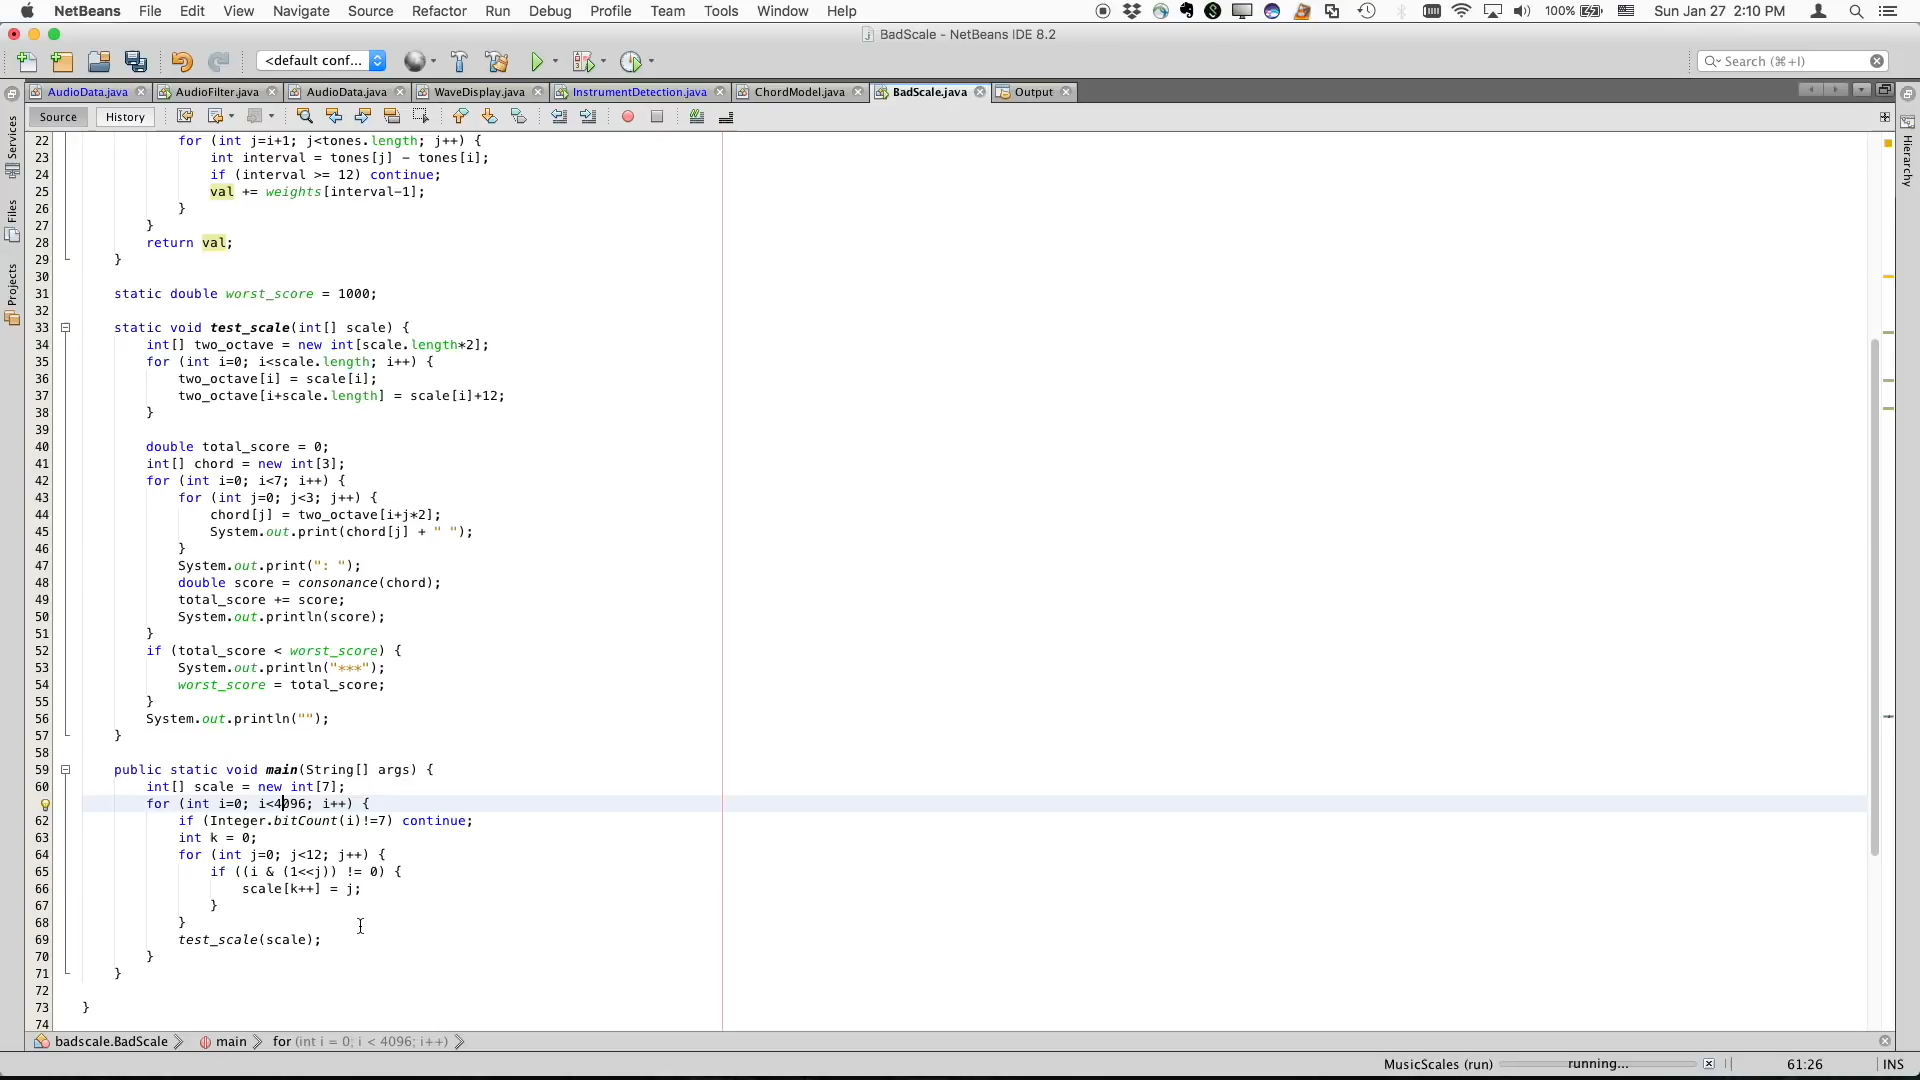 NetBeans File Edit View Navigate Source Refactor Run Debug Profile Team Tools Window Help 100% Sun Jan 27 2:10 PM
BadScale - NetBeans IDE 8.2
<default conf... Search (⌘+I)
AudioData.java AudioFilter.java AudioData.java WaveDisplay.java InstrumentDetection.java ChordModel.java BadScale.java Output
Source History
Services
Files
Projects
Hierarchy
22 for (int j=i+1; j<tones.length; j++) {
23 int interval = tones[j] - tones[i];
24 if (interval >= 12) continue;
25 val += weights[interval-1];
26 }
27 }
28 return val;
29 }
30
31 static double worst_score = 1000;
32
33 static void test_scale(int[] scale) {
34 int[] two_octave = new int[scale.length*2];
35 for (int i=0; i<scale.length; i++) {
36 two_octave[i] = scale[i];
37 two_octave[i+scale.length] = scale[i]+12;
38 }
39
40 double total_score = 0;
41 int[] chord = new int[3];
42 for (int i=0; i<7; i++) {
43 for (int j=0; j<3; j++) {
44 chord[j] = two_octave[i+j*2];
45 System.out.print(chord[j] + " ");
46 }
47 System.out.print(": ");
48 double score = consonance(chord);
49 total_score += score;
50 System.out.println(score);
51 }
52 if (total_score < worst_score) {
53 System.out.println("***");
54 worst_score = total_score;
55 }
56 System.out.println("");
57 }
58
59 public static void main(String[] args) {
60 int[] scale = new int[7];
for (int i=0; i<4096; i++) {
62 if (Integer.bitCount(i)!=7) continue;
63 int k = 0;
64 for (int j=0; j<12; j++) {
65 if ((i & (1<<j)) != 0) {
66 scale[k++] = j;
67 }
68 }
69 test_scale(scale);
70 }
71 }
72
73 }
74
badscale.BadScale main for (int i = 0; i < 4096; i++)
MusicScales (run) running... 61:26 INS